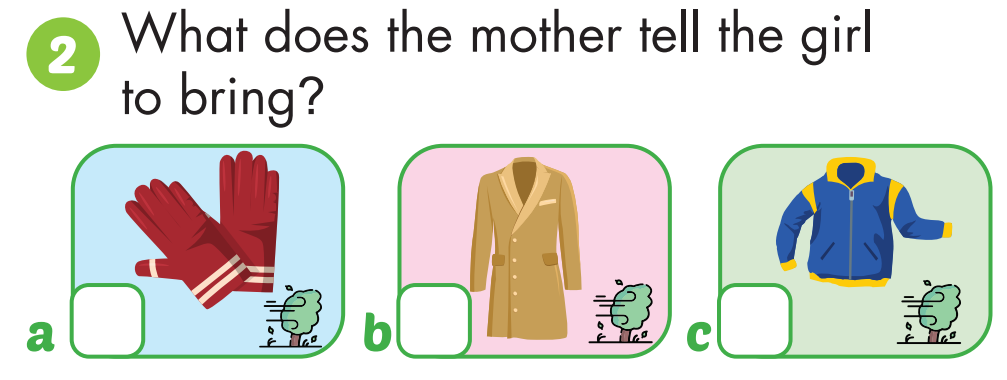 2 What does the mother tell the girl
to bring?
a b c